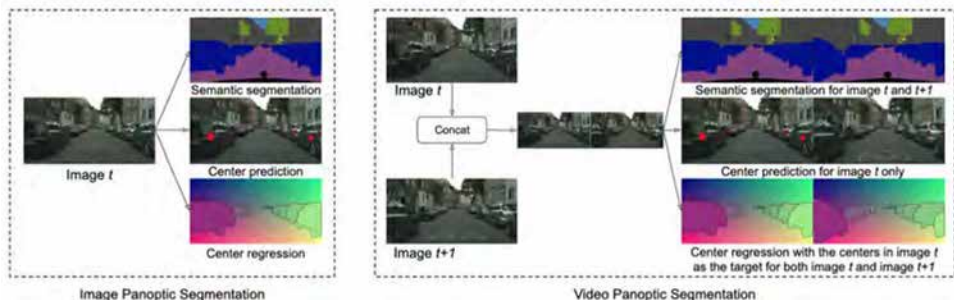 Image t
Semantic segmentation
Center prediction
Center regression
Image Panoptic Segmentation
Image t
Concat
Image t+1
Semantic segmentation for image t and t+1
Center prediction for image t only
Center regression with the centers in image t
as the target for both image t and image t+1
Video Panoptic Segmentation